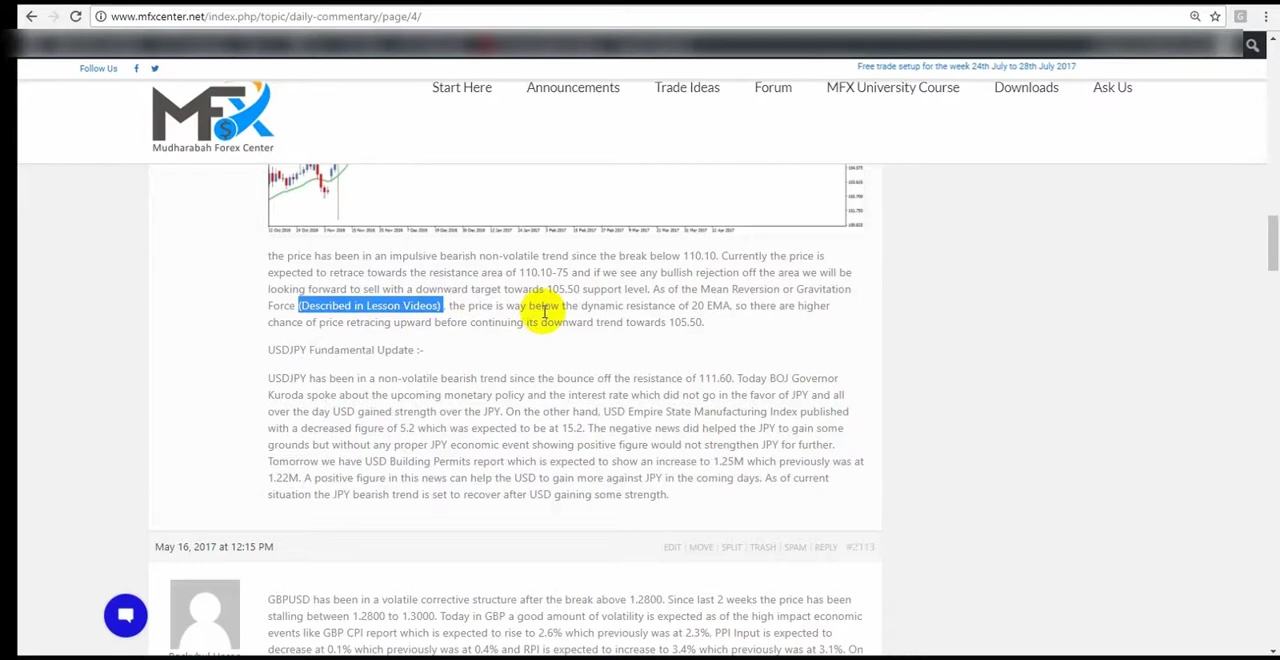 www.mfxcenter.net/index.php/topic/daily-commentary/page/4/
Follow Us
Free trade setup for the week 24th July to 28th July 2017
MFX
Mudharabah Forex Center
Start Here Announcements Trade Ideas Forum MFX University Course Downloads Ask Us
the price has been in an impulsive bearish non-volatile trend since the break below 110.10. Currently the price is
expected to retrace towards the resistance area of 110.10-75 and if we see any bullish rejection off the area we will be
looking forward to sell with a downward target towards 105.50 support level. As of the Mean Reversion or Gravitation
Force (Described in Lesson Videos) , the price is way below the dynamic resistance of 20 EMA, so there are higher
chance of price retracing upward before continuing its downward trend towards 105.50.
USDJPY Fundamental Update :-
USDJPY has been in a non-volatile bearish trend since the bounce off the resistance of 111.60. Today BOJ Governor
Kuroda spoke about the upcoming monetary policy and the interest rate which did not go in the favor of JPY and all
over the day USD gained strength over the JPY. On the other hand, USD Empire State Manufacturing Index published
with a decreased figure of 5.2 which was expected to be at 15.2. The negative news did helped the JPY to gain some
grounds but without any proper JPY economic event showing positive figure would not strengthen JPY for further.
Tomorrow we have USD Building Permits report which is expected to show an increase to 1.25M which previously was at
1.22M. A positive figure in this news can help the USD to gain more against JPY in the coming days. As of current
situation the JPY bearish trend is set to recover after USD gaining some strength.
May 16, 2017 at 12:15 PM
EDIT | MOVE | SPLIT | TRASH | SPAM | REPLY #2113
GBPUSD has been in a volatile corrective structure after the break above 1.2800. Since last 2 weeks the price has been
stalling between 1.2800 to 1.3000. Today in GBP a good amount of volatility is expected as of the high impact economic
events like GBP CPI report which is expected to rise to 2.6% which previously was at 2.3%, PPI Input is expected to
decrease at 0.1% which previously was at 0.4% and RPI is expected to increase to 3.4% which previously was at 3.1%. On